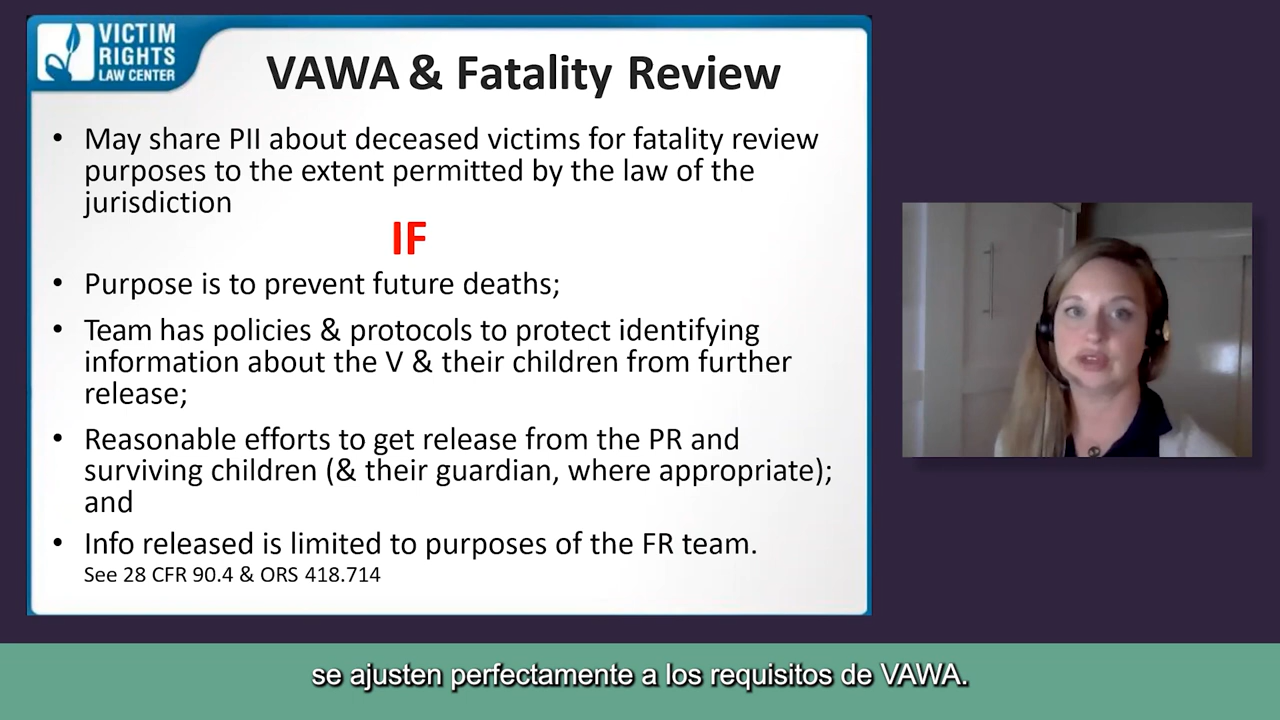 VICTIM
RIGHTS
LAW CENTER
VAWA & Fatality Review
• May share PII about deceased victims for fatality review
purposes to the extent permitted by the law of the
jurisdiction
IF
• Purpose is to prevent future deaths;
• Team has policies & protocols to protect identifying
information about the V & their children from further
release;
• Reasonable efforts to get release from the PR and
surviving children (& their guardian, where appropriate);
and
• Info released is limited to purposes of the FR team.
See 28 CFR 90.4 & ORS 418.714
se ajusten perfectamente a los requisitos de VAWA.